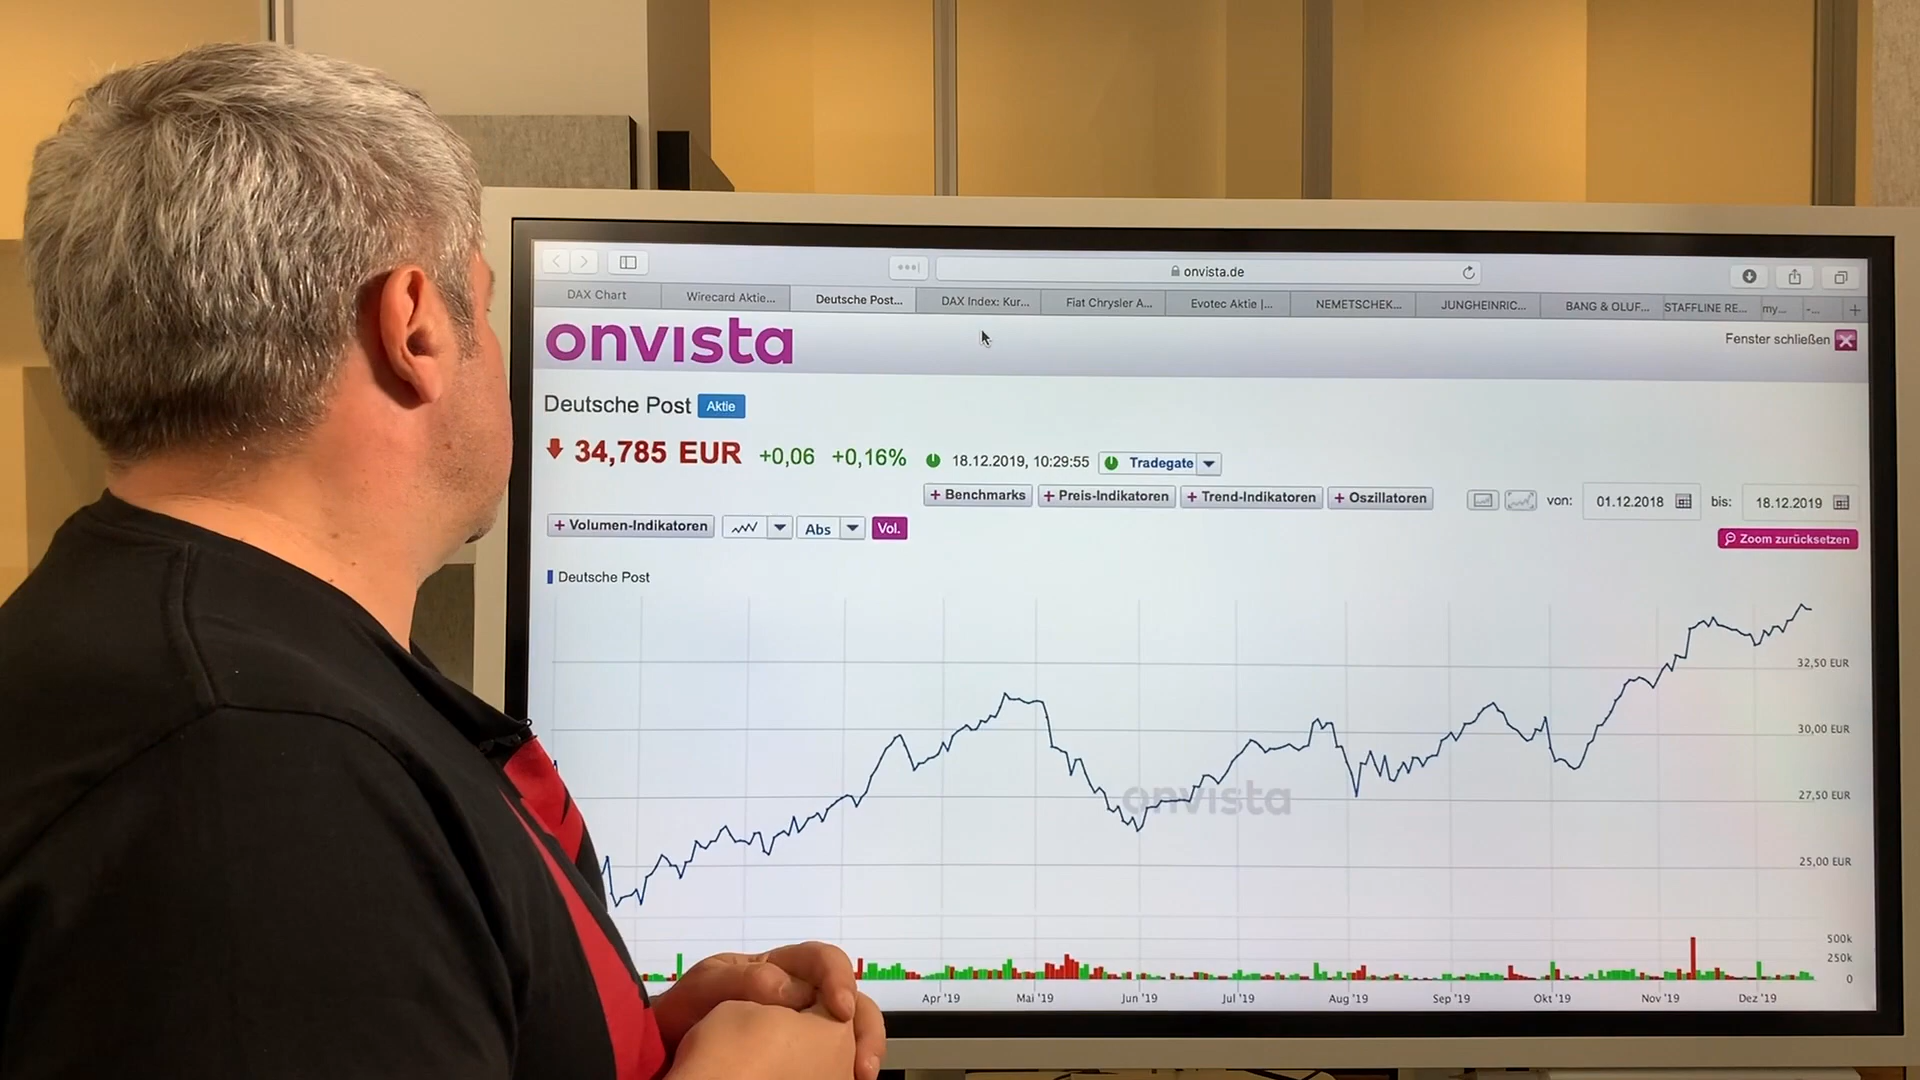 onvista.de
DAX Chart
Wirecard Aktie...
Deutsche Post...
DAX Index: Kur...
Fiat Chrysler A...
Evotec Aktie |...
NEMETSCHEK...
JUNGHEINRIC...
BANG & OLUF...
STAFFLINE RE...
my...
-...
onvista
Fenster schließen
Deutsche Post Aktie
34,785 EUR +0,06 +0,16% 18.12.2019, 10:29:55 Tradegate
+ Benchmarks + Preis-Indikatoren + Trend-Indikatoren + Oszillatoren von: 01.12.2018 bis: 18.12.2019
+ Volumen-Indikatoren Abs Vol.
Zoom zurücksetzen
Deutsche Post
32,50 EUR
30,00 EUR
27,50 EUR
onvista
25,00 EUR
500k
250k
0
Apr '19 Mai '19 Jun '19 Jul '19 Aug '19 Sep '19 Okt '19 Nov '19 Dez '19